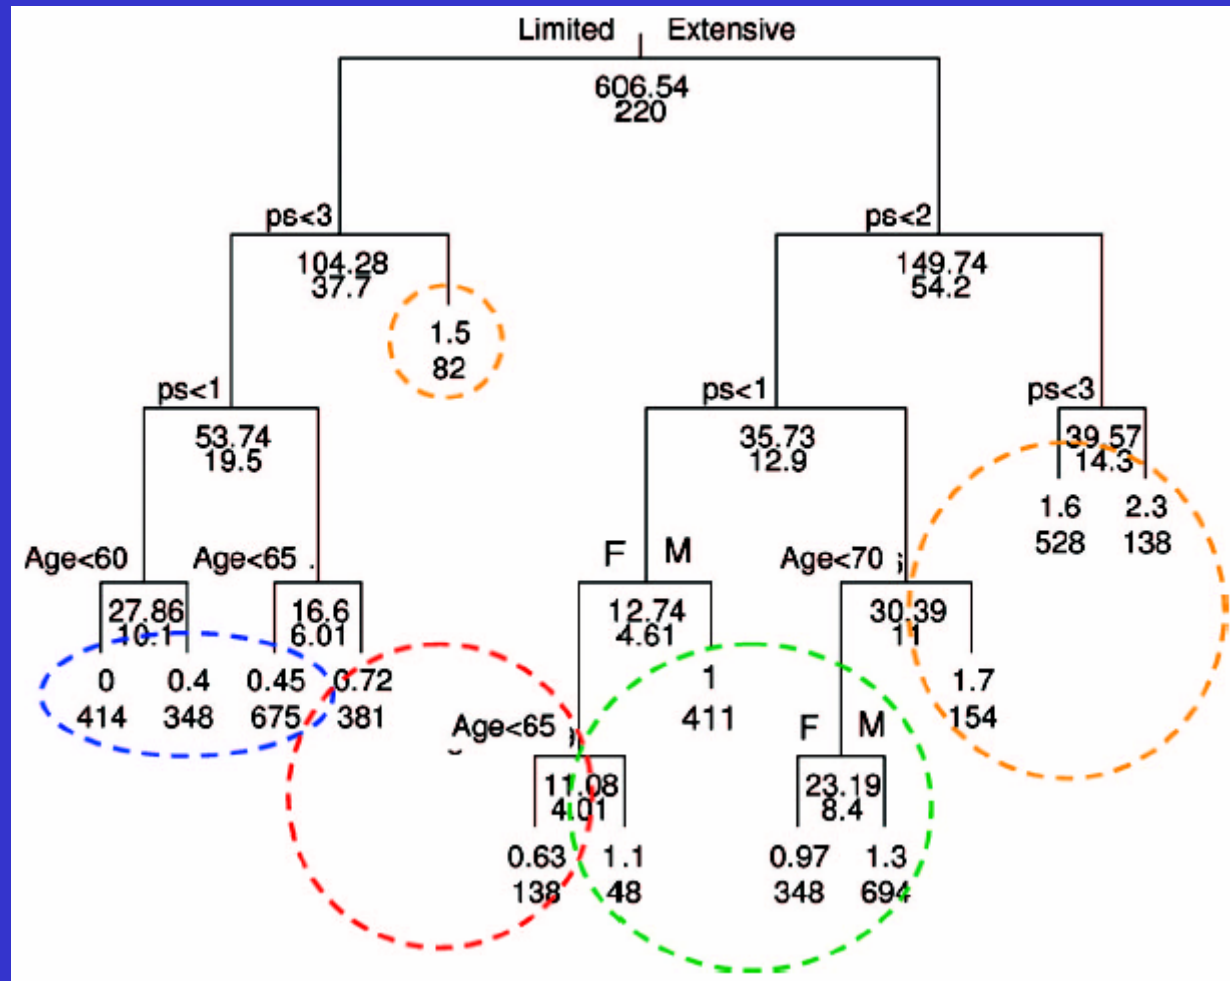 Limited Extensive
606.54
220
ps<3 ps<2
104.28 149.74
37.7 54.2
1.5
82
ps<1 ps<1 ps<3
53.74 35.73 39.57
19.5 12.9 14.3
1.6 2.3
528 138
Age<60 Age<65 F M Age<70
27.86 16.6 12.74 30.39
10.1 6.01 4.61 11
0 0.4 0.45 0.72 1 1.7
414 348 675 381 411 154
Age<65 F M
11.08 23.19
4.01 8.4
0.63 1.1 0.97 1.3
138 48 348 694